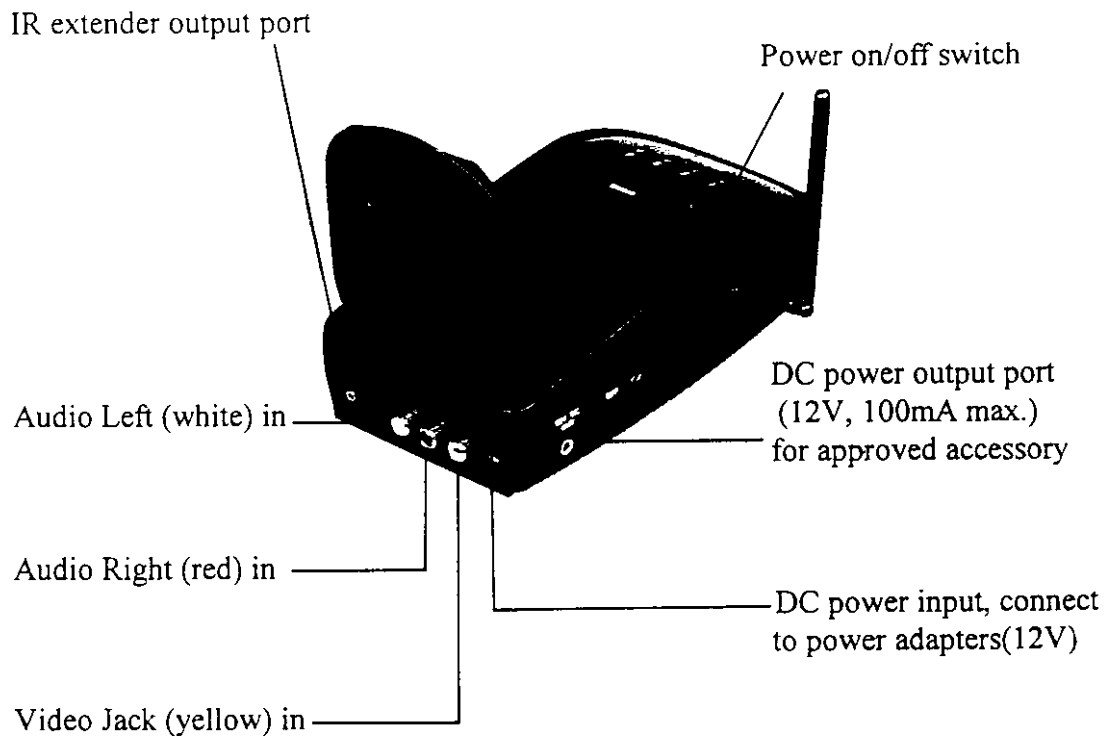 IR extender output port
Power on/off switch
DC power output port
(12V, 100mA max.)
for approved accessory
Audio Left (white) in
Audio Right (red) in
DC power input, connect
to power adapters(12V)
Video Jack (yellow) in